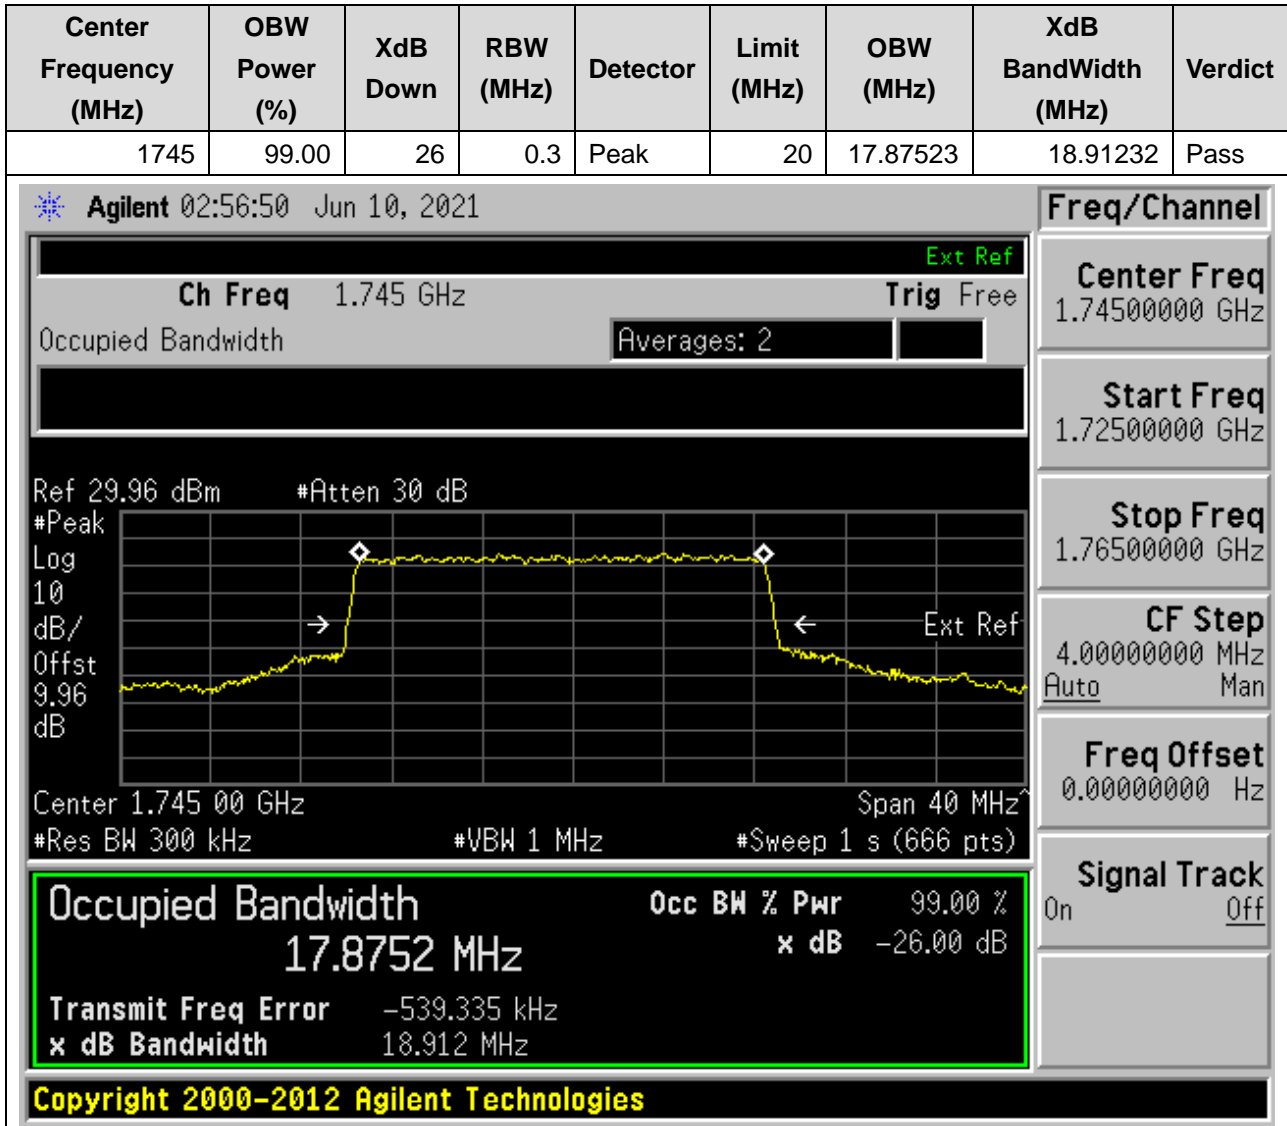 Center Frequency (MHz) OBW Power (%) XdB Down RBW (MHz) Detector Limit (MHz) OBW (MHz) XdB BandWidth (MHz) Verdict
1745 99.00 26 0.3 Peak 20 17.87523 18.91232 Pass
Agilent 02:56:50 Jun 10, 2021
Freq/Channel
Ext Ref
Ch Freq 1.745 GHz Trig Free
Occupied Bandwidth Averages: 2
Center Freq
1.74500000 GHz
Start Freq
1.72500000 GHz
Ref 29.96 dBm #Atten 30 dB
#Peak
Log
10
dB/
Offst
9.96
dB
Ext Ref
Stop Freq
1.76500000 GHz
CF Step
4.00000000 MHz
Auto Man
Freq Offset
0.00000000 Hz
Center 1.745 00 GHz Span 40 MHz^
#Res BW 300 kHz #VBW 1 MHz #Sweep 1 s (666 pts)
Signal Track
On Off
Occupied Bandwidth
17.8752 MHz
Occ BW % Pwr 99.00 %
x dB -26.00 dB
Transmit Freq Error -539.335 kHz
x dB Bandwidth 18.912 MHz
Copyright 2000-2012 Agilent Technologies